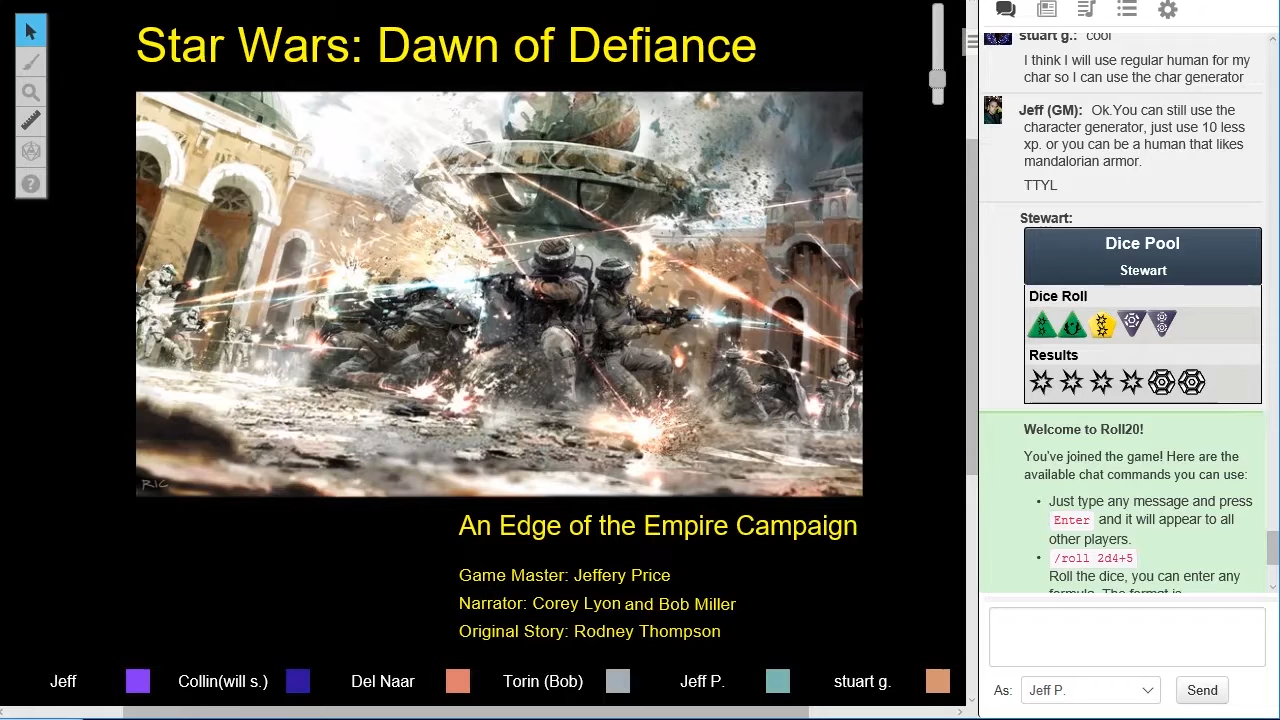 Star Wars: Dawn of Defiance
RIC
An Edge of the Empire Campaign
Game Master: Jeffery Price
Narrator: Corey Lyon and Bob Miller
Original Story: Rodney Thompson
Jeff
Collin(will s.)
Del Naar
Torin (Bob)
Jeff P.
stuart g.
stuart g.: cool
I think I will use regular human for my
char so I can use the char generator
Jeff (GM): Ok.You can still use the
character generator, just use 10 less
xp. or you can be a human that likes
mandalorian armor.
TTYL
Stewart:
Dice Pool
Stewart
Dice Roll
Results
Welcome to Roll20!
You've joined the game! Here are the
available chat commands you can use:
• Just type any message and press
Enter and it will appear to all
other players.
• /roll 2d4+5
Roll the dice, you can enter any
formula. The format is
As: Jeff P.
Send